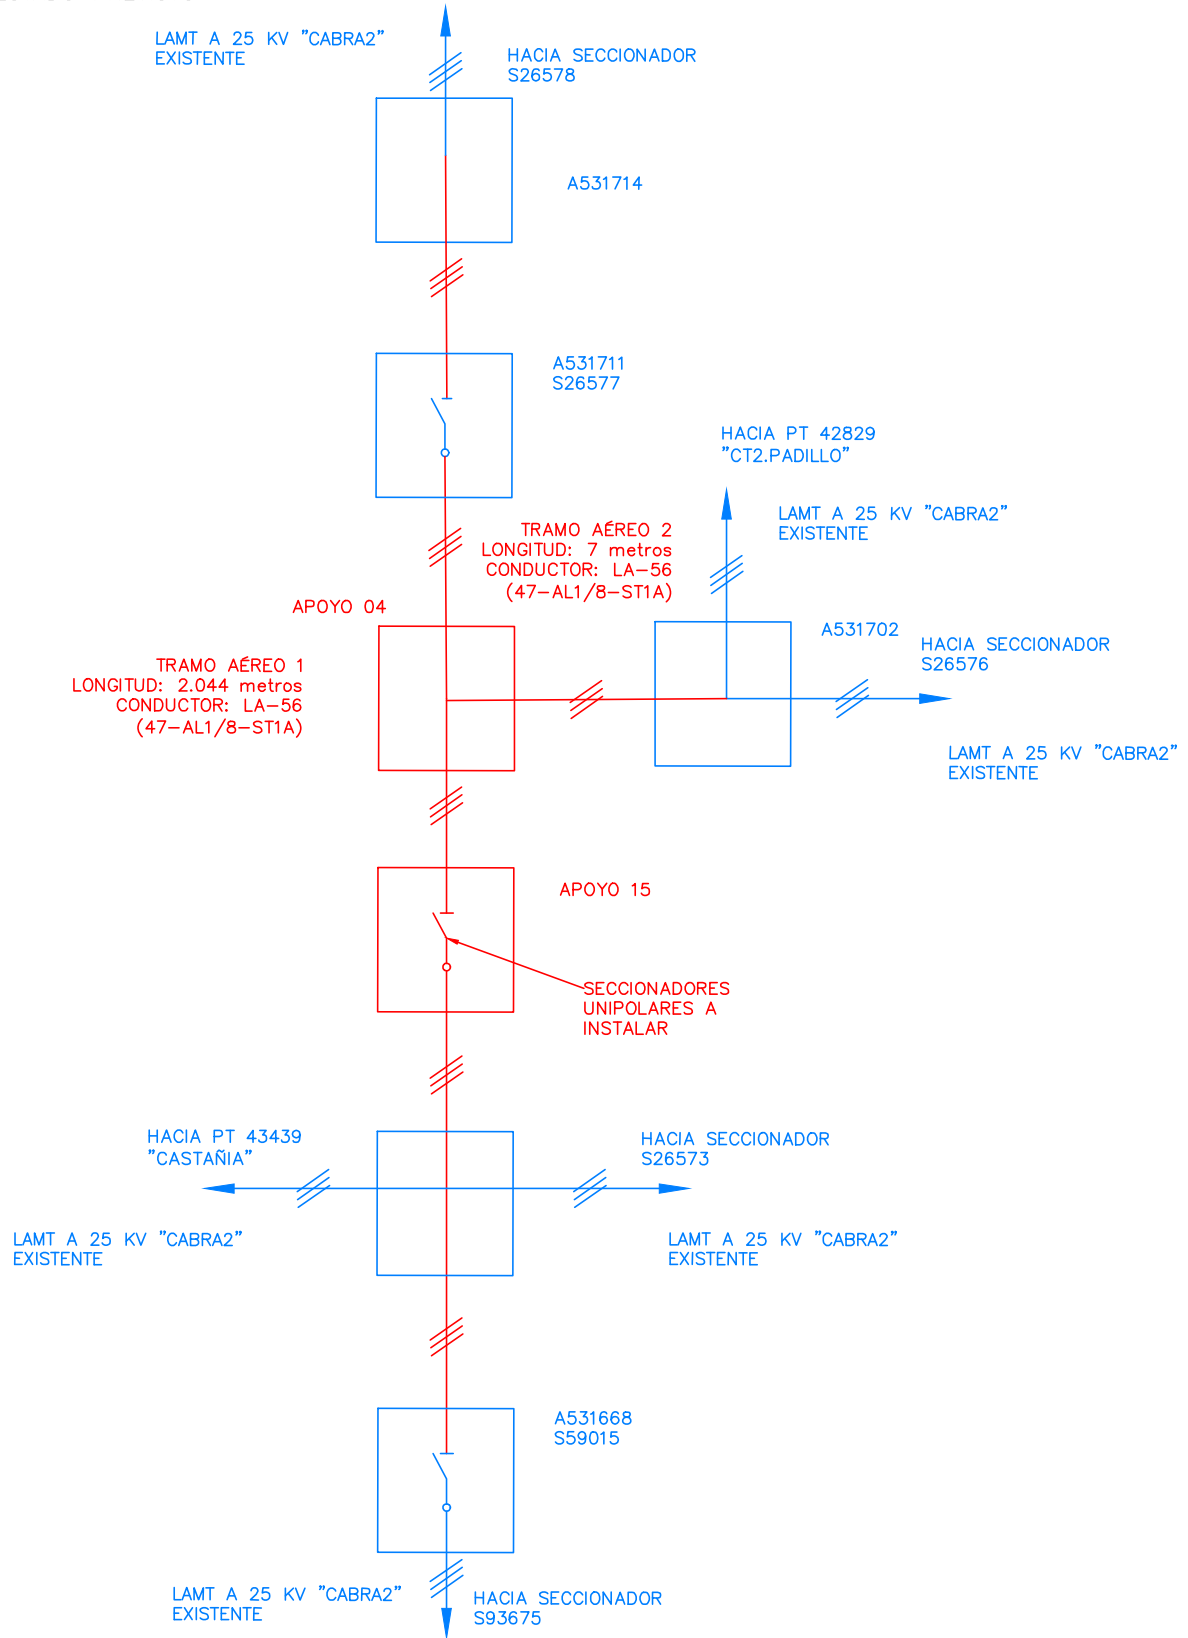 LAMT A 25 KV "CABRA2"
EXISTENTE
HACIA SECCIONADOR
S26578
A531714
A531711
S26577
HACIA PT 42829
"CT2.PADILLO"
LAMT A 25 KV "CABRA2"
EXISTENTE
TRAMO AÉREO 2
LONGITUD: 7 metros
CONDUCTOR: LA-56
(47-AL1/8-ST1A)
APOYO 04
A531702
HACIA SECCIONADOR
S26576
TRAMO AÉREO 1
LONGITUD: 2.044 metros
CONDUCTOR: LA-56
(47-AL1/8-ST1A)
LAMT A 25 KV "CABRA2"
EXISTENTE
APOYO 15
SECCIONADORES
UNIPOLARES A
INSTALAR
HACIA PT 43439
"CASTAÑIA"
HACIA SECCIONADOR
S26573
LAMT A 25 KV "CABRA2"
EXISTENTE
LAMT A 25 KV "CABRA2"
EXISTENTE
A531668
S59015
LAMT A 25 KV "CABRA2"
EXISTENTE
HACIA SECCIONADOR
S93675